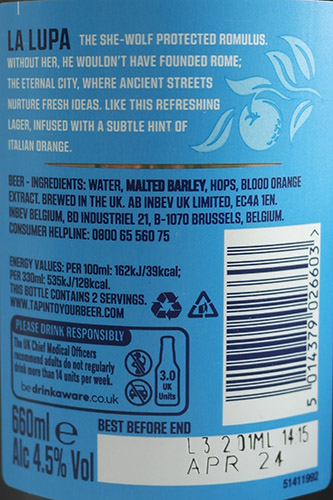 LA LUPA THE SHE-WOLF PROTECTED ROMULUS.
WITHOUT HER, HE WOULDN'T HAVE FOUNDED ROME;
THE ETERNAL CITY, WHERE ANCIENT STREETS
NURTURE FRESH IDEAS. LIKE THIS REFRESHING
LAGER, INFUSED WITH A SUBTLE HINT OF
ITALIAN ORANGE.
BEER - INGREDIENTS: WATER, MALTED BARLEY, HOPS, BLOOD ORANGE
EXTRACT. BREWED IN THE UK. AB INBEV UK LIMITED, EC4A 1EN.
INBEV BELGIUM, BD INDUSTRIEL 21, B-1070 BRUSSELS, BELGIUM.
CONSUMER HELPLINE: 0800 65 560 75
ENERGY VALUES: PER 100ml: 162kJ/39kcal;
PER 330ml: 535kJ/128kcal;
THIS BOTTLE CONTAINS 2 SERVINGS.
WWW.TAPINTOYOURBEER.COM
PLEASE DRINK RESPONSIBLY
The UK Chief Medical Officers
recommend adults do not regularly
drink more than 14 units per week.
be drinkaware.co.uk
3.0
UK
Units
660ml e
Alc 4.5% Vol
BEST BEFORE END
L3 201ML 14:15
APR 24
5 014379 026603 >
51411992